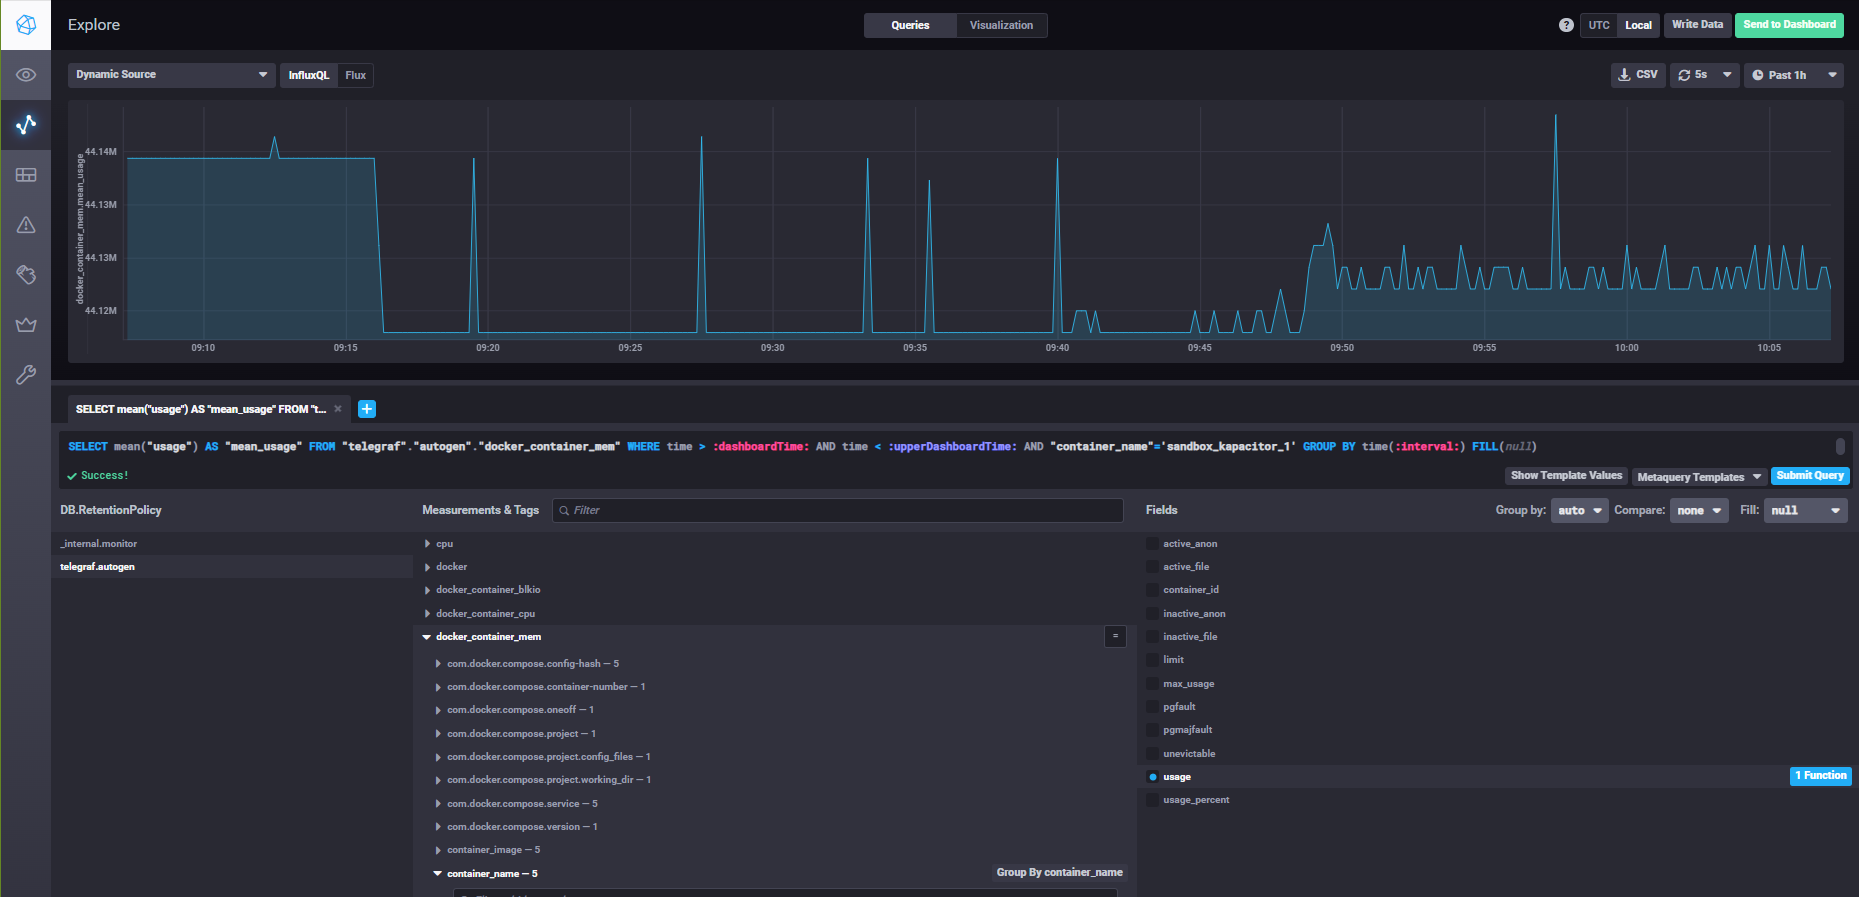 Explore
Queries Visualization
? UTC Local Write Data Send to Dashboard
Dynamic Source InfluxQL Flux
CSV 5s Past 1h
docker_container_mem.mean_usage
44.14M
44.13M
44.13M
44.12M
09:10 09:15 09:20 09:25 09:30 09:35 09:40 09:45 09:50 09:55 10:00 10:05
SELECT mean("usage") AS "mean_usage" FROM "t... × +
SELECT mean("usage") AS "mean_usage" FROM "telegraf"."autogen"."docker_container_mem" WHERE time > :dashboardTime: AND time < :upperDashboardTime: AND "container_name"='sandbox_kapacitor_1' GROUP BY time(:interval:) FILL(null)
Success!
Show Template Values Metaquery Templates Submit Query
DB.RetentionPolicy
_internal.monitor
telegraf.autogen
Measurements & Tags Filter
cpu
docker
docker_container_blkio
docker_container_cpu
docker_container_mem =
com.docker.compose.config-hash — 5
com.docker.compose.container-number — 1
com.docker.compose.oneoff — 1
com.docker.compose.project — 1
com.docker.compose.project.config_files — 1
com.docker.compose.project.working_dir — 1
com.docker.compose.service — 5
com.docker.compose.version — 1
container_image — 5
container_name — 5 Group By container_name
Fields Group by: auto Compare: none Fill: null
active_anon
active_file
container_id
inactive_anon
inactive_file
limit
max_usage
pgfault
pgmajfault
unevictable
usage 1 Function
usage_percent